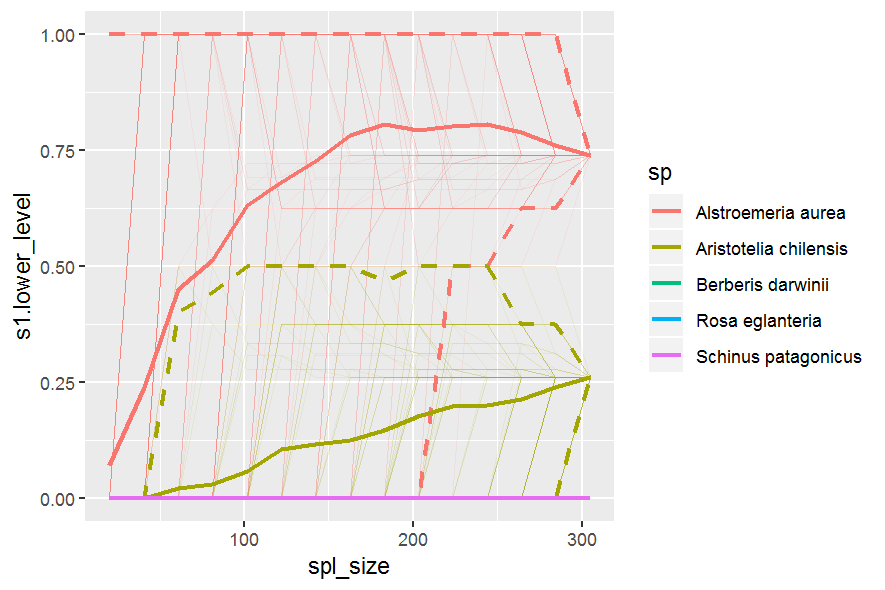 1.00
0.75
0.50
0.25
0.00
s1.lower_level
100
200
300
spl_size
sp
Alstroemeria aurea
Aristotelia chilensis
Berberis darwinii
Rosa eglanteria
Schinus patagonicus